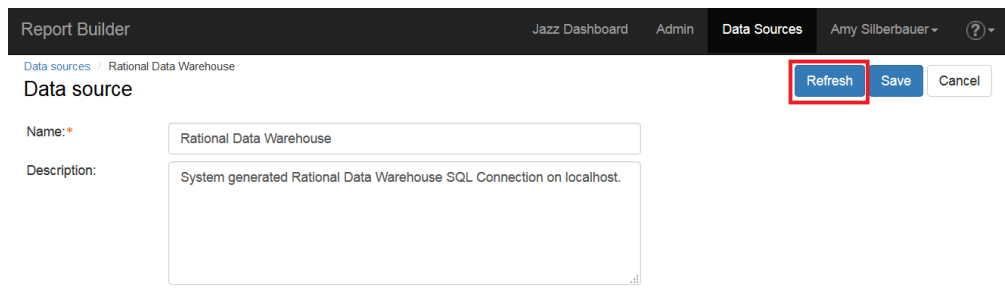 Report Builder Jazz Dashboard Admin Data Sources Amy Silberbauer ?
Data sources / Rational Data Warehouse
Data source Refresh Save Cancel
Name:* Rational Data Warehouse
Description: System generated Rational Data Warehouse SQL Connection on localhost.